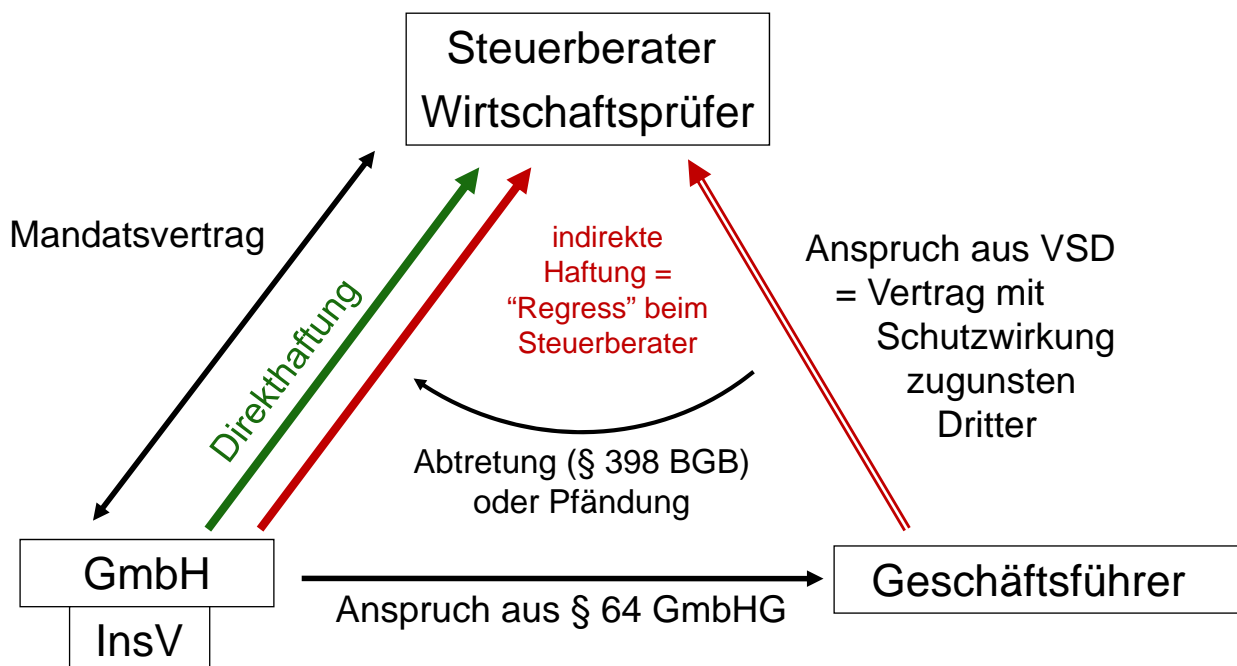 Steuerberater
Wirtschaftsprüfer
Mandatsvertrag
Direkthaftung
indirekte
Haftung =
“Regress” beim
Steuerberater
Anspruch aus VSD
= Vertrag mit
Schutzwirkung
zugunsten
Dritter
Abtretung (§ 398 BGB)
oder Pfändung
GmbH
InsV
Anspruch aus § 64 GmbHG
Geschäftsführer